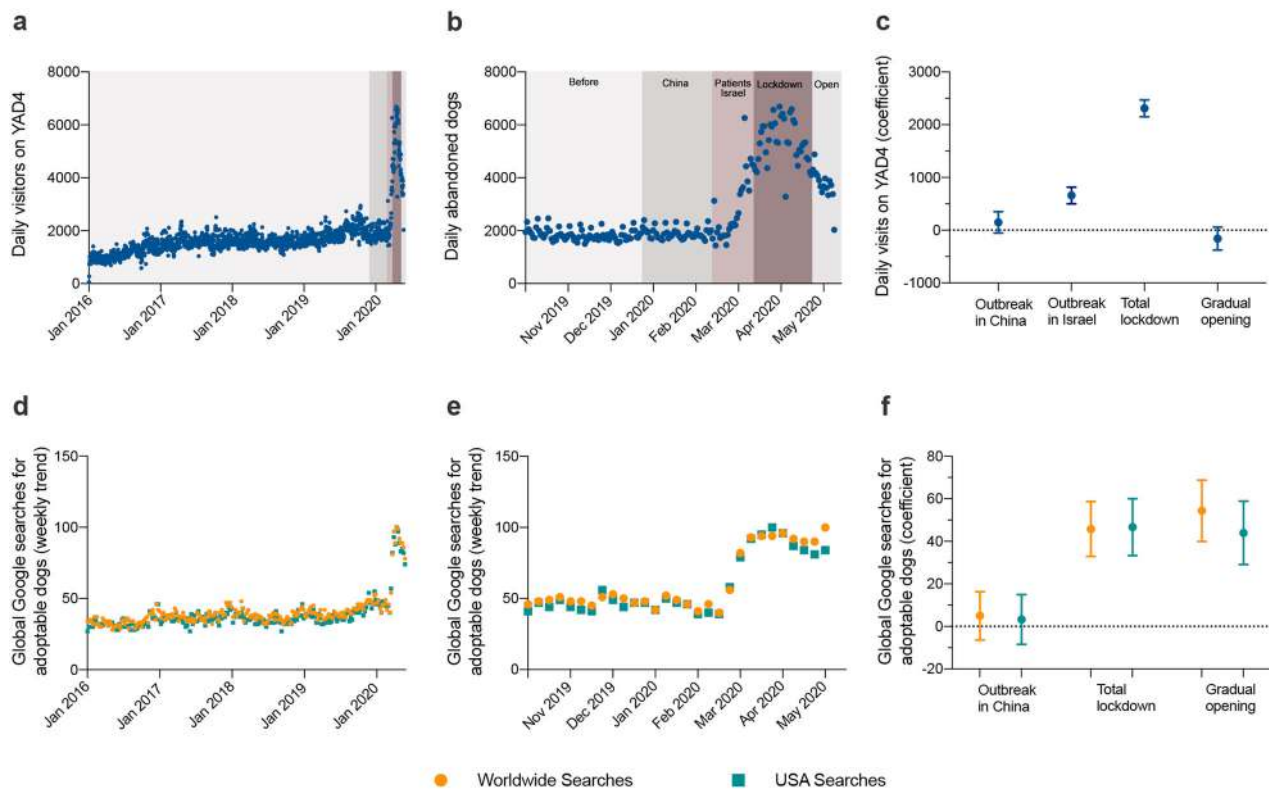 a
Daily visitors on YAD4
8000
6000
4000
2000
0
Jan 2016
Jan 2017
Jan 2018
Jan 2019
Jan 2020
b
Daily abandoned dogs
8000
6000
4000
2000
0
Before
China
Patients
Israel
Lockdown
Open
Nov 2019
Dec 2019
Jan 2020
Feb 2020
Mar 2020
Apr 2020
May 2020
c
Daily visits on YAD4 (coefficient)
3000
2000
1000
0
-1000
Outbreak
in China
Outbreak
in Israel
Total
lockdown
Gradual
opening
d
Global Google searches for
adoptable dogs (weekly trend)
150
100
50
0
Jan 2016
Jan 2017
Jan 2018
Jan 2019
Jan 2020
e
Global Google searches for
adoptable dogs (weekly trend)
150
100
50
0
Nov 2019
Dec 2019
Jan 2020
Feb 2020
Mar 2020
Apr 2020
May 2020
f
Global Google searches for
adoptable dogs (coefficient)
80
60
40
20
0
-20
Outbreak
in China
Total
lockdown
Gradual
opening
Worldwide Searches
USA Searches